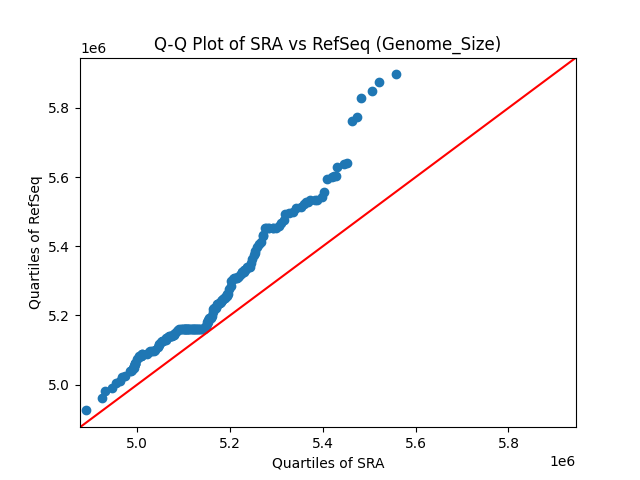 Q-Q Plot of SRA vs RefSeq (Genome_Size)
1e6
5.8
5.6
5.4
5.2
5.0
Quartiles of RefSeq
5.0 5.2 5.4 5.6 5.8
Quartiles of SRA
1e6